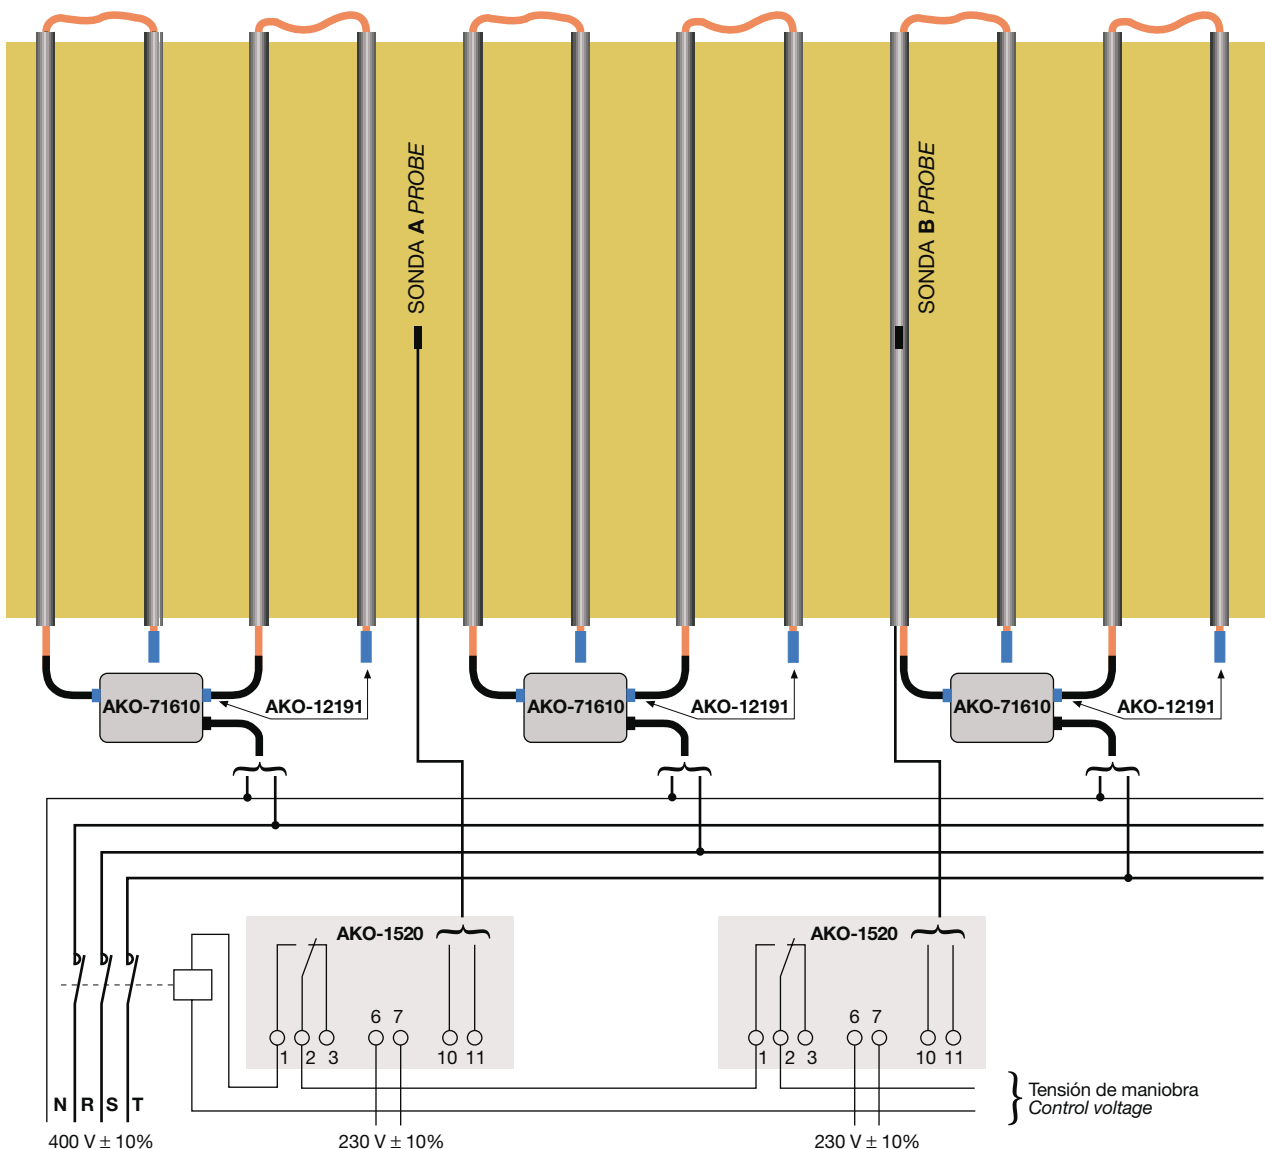 SONDA A PROBE
SONDA B PROBE
AKO-71610
AKO-12191
AKO-71610
AKO-12191
AKO-71610
AKO-12191
AKO-1520
AKO-1520
6 7
6 7
1 2 3 10 11
1 2 3 10 11
Tensión de maniobra
Control voltage
N R S T
400 V ± 10%
230 V ± 10%
230 V ± 10%